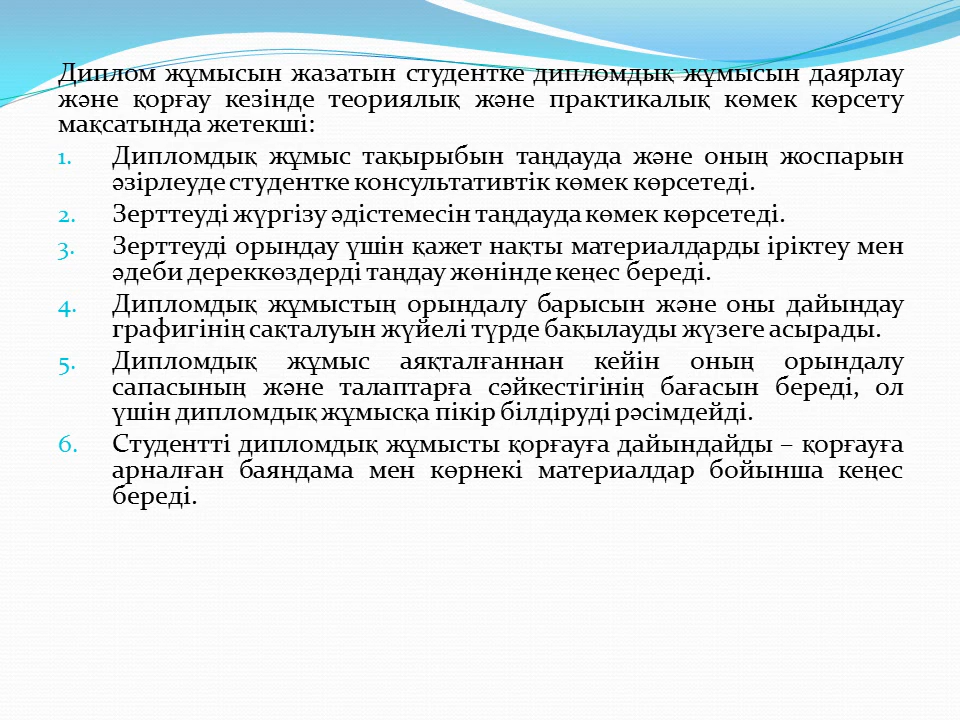 Диплом жұмысын жазатын студентке дипломдық жұмысын даярлау
және қорғау кезінде теориялық және практикалық көмек көрсету
мақсатында жетекші:
1. Дипломдық жұмыс тақырыбын таңдауда және оның жоспарын
әзірлеуде студентке консультативтік көмек көрсетеді.
2. Зерттеуді жүргізу әдістемесін таңдауда көмек көрсетеді.
3. Зерттеуді орындау үшін қажет нақты материалдарды іріктеу мен
әдеби дереккөздерді таңдау жөнінде кеңес береді.
4. Дипломдық жұмыстың орындалу барысын және оны дайындау
графигінің сақталуын жүйелі түрде бақылауды жүзеге асырады.
5. Дипломдық жұмыс аяқталғаннан кейін оның орындалу
сапасының және талаптарға сәйкестігінің бағасын береді, ол
үшін дипломдық жұмысқа пікір білдіруді рәсімдейді.
6. Студентті дипломдық жұмысты қорғауға дайындайды – қорғауға
арналған баяндама мен көрнекі материалдар бойынша кеңес
береді.